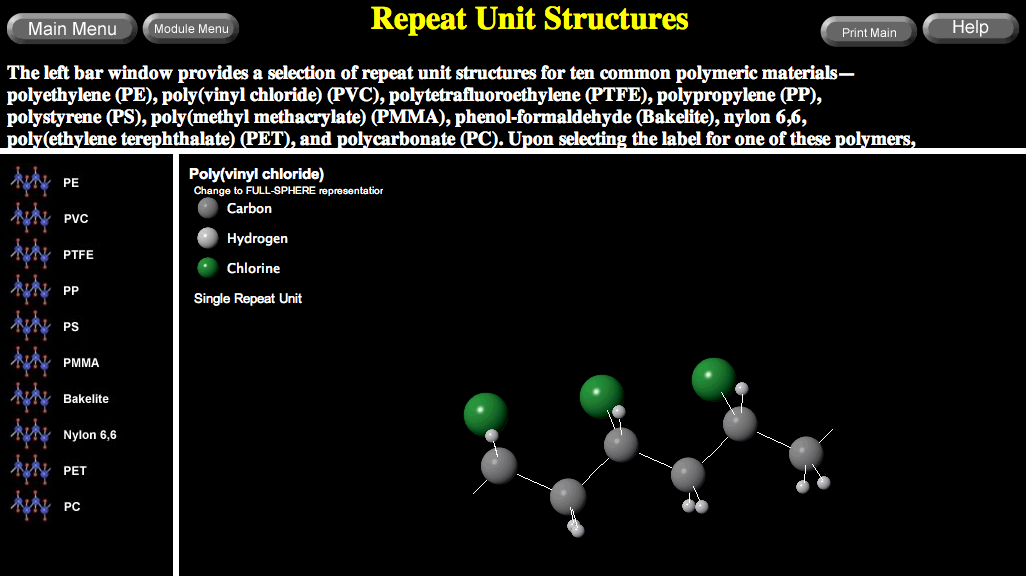 Main Menu
Module Menu
Repeat Unit Structures
Print Main
Help
The left bar window provides a selection of repeat unit structures for ten common polymeric materials—
polyethylene (PE), poly(vinyl chloride) (PVC), polytetrafluoroethylene (PTFE), polypropylene (PP),
polystyrene (PS), poly(methyl methacrylate) (PMMA), phenol-formaldehyde (Bakelite), nylon 6,6,
poly(ethylene terephthalate) (PET), and polycarbonate (PC). Upon selecting the label for one of these polymers,
PE
PVC
PTFE
PP
PS
PMMA
Bakelite
Nylon 6,6
PET
PC
Poly(vinyl chloride)
Change to FULL-SPHERE representation
Carbon
Hydrogen
Chlorine
Single Repeat Unit